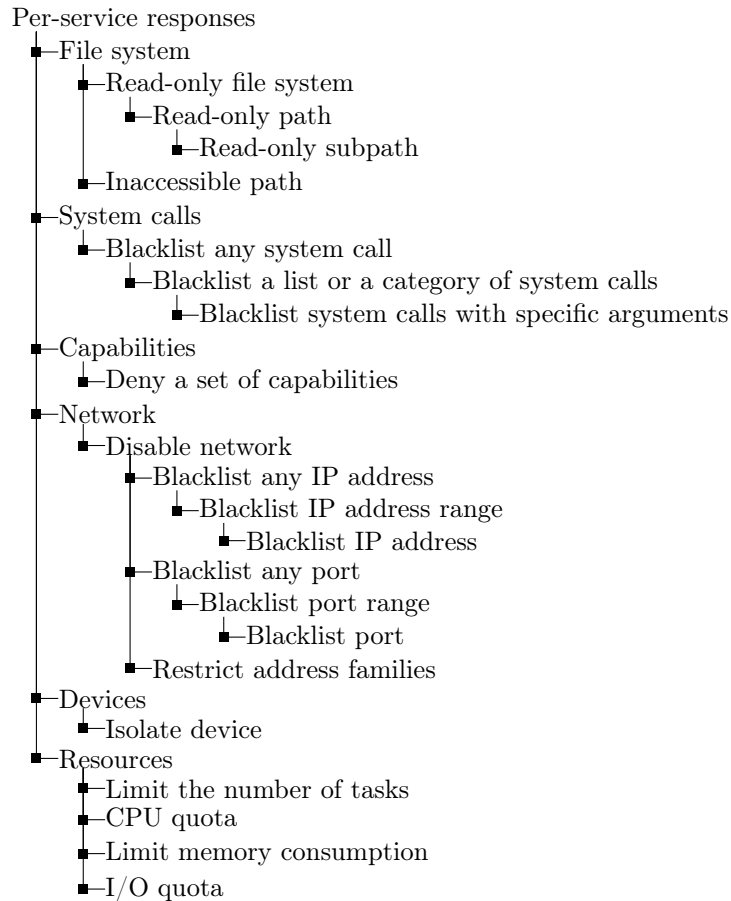 Per-service responses
File system
Read-only file system
Read-only path
Read-only subpath
Inaccessible path
System calls
Blacklist any system call
Blacklist a list or a category of system calls
Blacklist system calls with specific arguments
Capabilities
Deny a set of capabilities
Network
Disable network
Blacklist any IP address
Blacklist IP address range
Blacklist IP address
Blacklist any port
Blacklist port range
Blacklist port
Restrict address families
Devices
Isolate device
Resources
Limit the number of tasks
CPU quota
Limit memory consumption
I/O quota